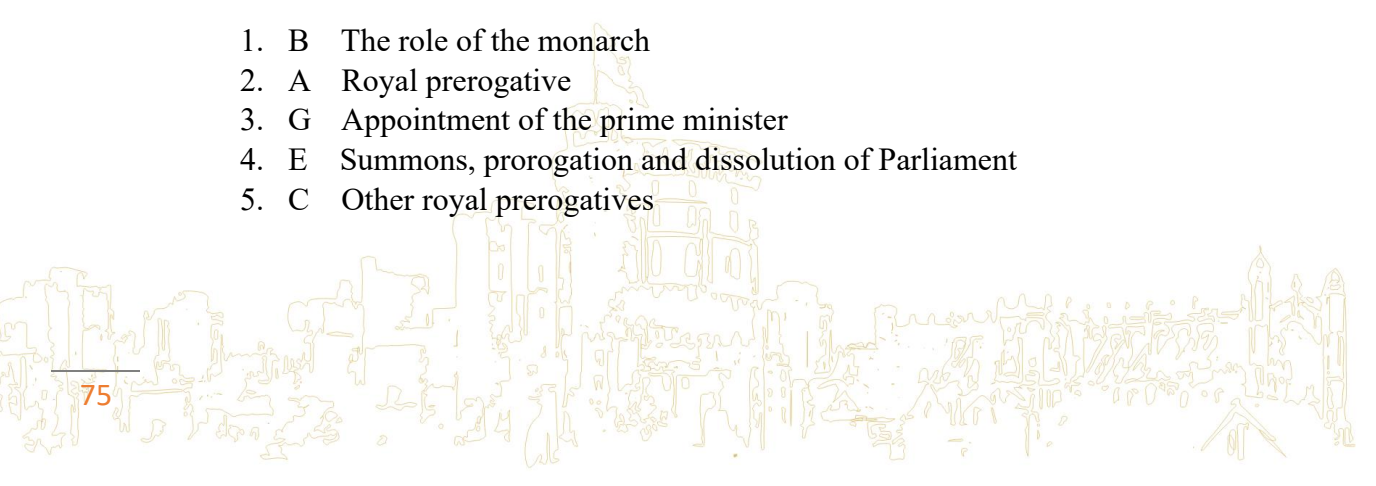 1. B The role of the monarch
2. A Royal prerogative
3. G Appointment of the prime minister
4. E Summons, prorogation and dissolution of Parliament
5. C Other royal prerogatives
75